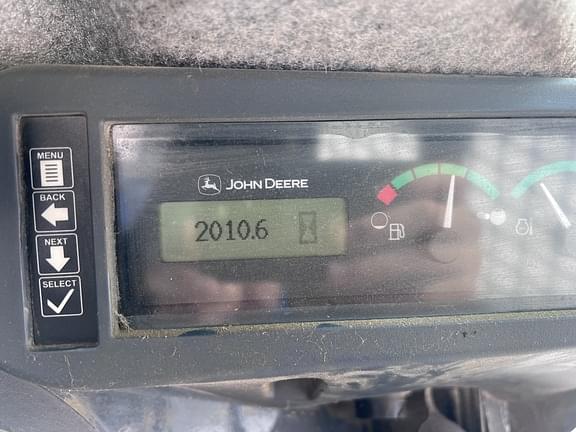 MENU
BACK
NEXT
SELECT
JOHN DEERE
2010.6